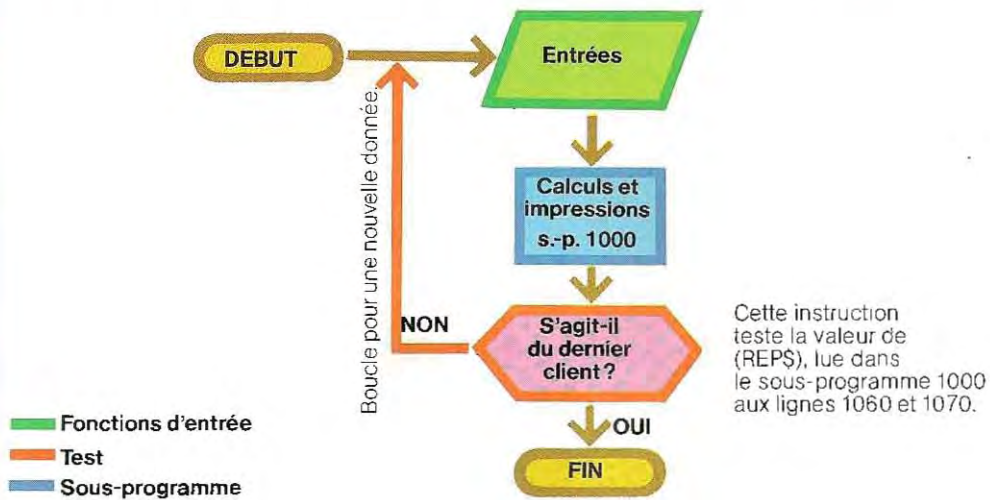 DEBUT
Entrées
Boucle pour une nouvelle donnée.
Calculs et
impressions
s.-p. 1000
NON
S'agit-il
du dernier
client ?
Cette instruction
teste la valeur de
(REP$), lue dans
le sous-programme 1000
aux lignes 1060 et 1070.
OUI
FIN
Fonctions d'entrée
Test
Sous-programme